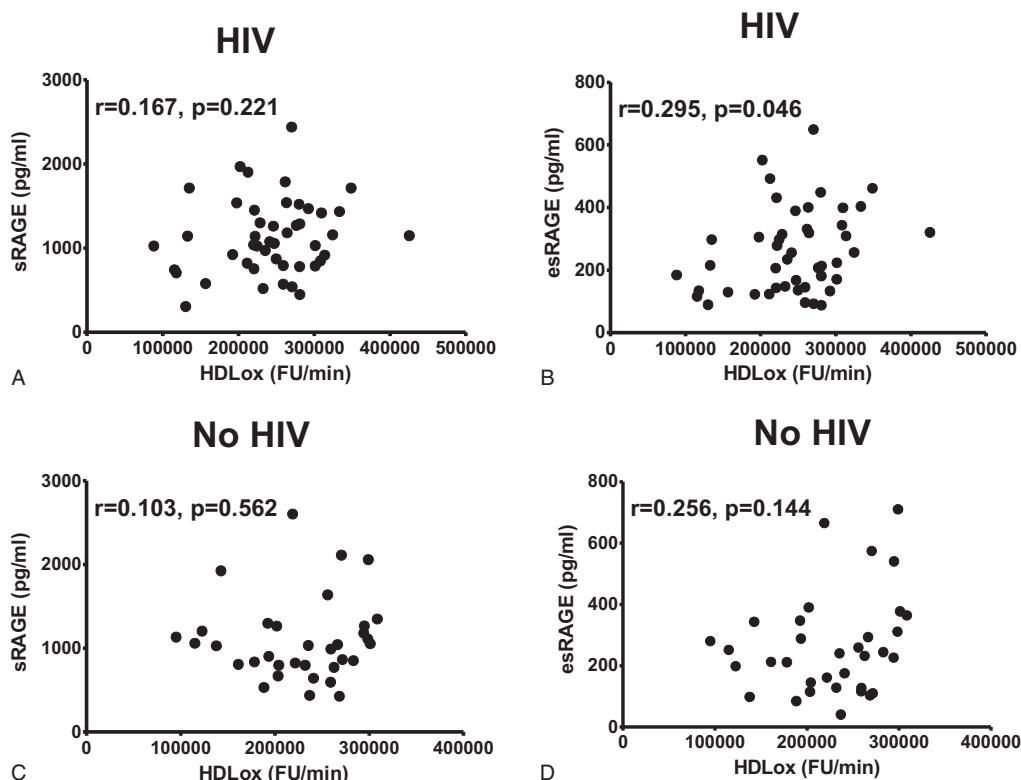 HIV
r=0.167, p=0.221
sRAGE (pg/ml)
3000
2000
1000
0
0 100000 200000 300000 400000 500000
HDLox (FU/min)
A
HIV
r=0.295, p=0.046
esRAGE (pg/ml)
800
600
400
200
0
0 100000 200000 300000 400000 500000
HDLox (FU/min)
B
No HIV
r=0.103, p=0.562
sRAGE (pg/ml)
3000
2000
1000
0
0 100000 200000 300000 400000
HDLox (FU/min)
C
No HIV
r=0.256, p=0.144
esRAGE (pg/ml)
800
600
400
200
0
0 100000 200000 300000 400000
HDLox (FU/min)
D